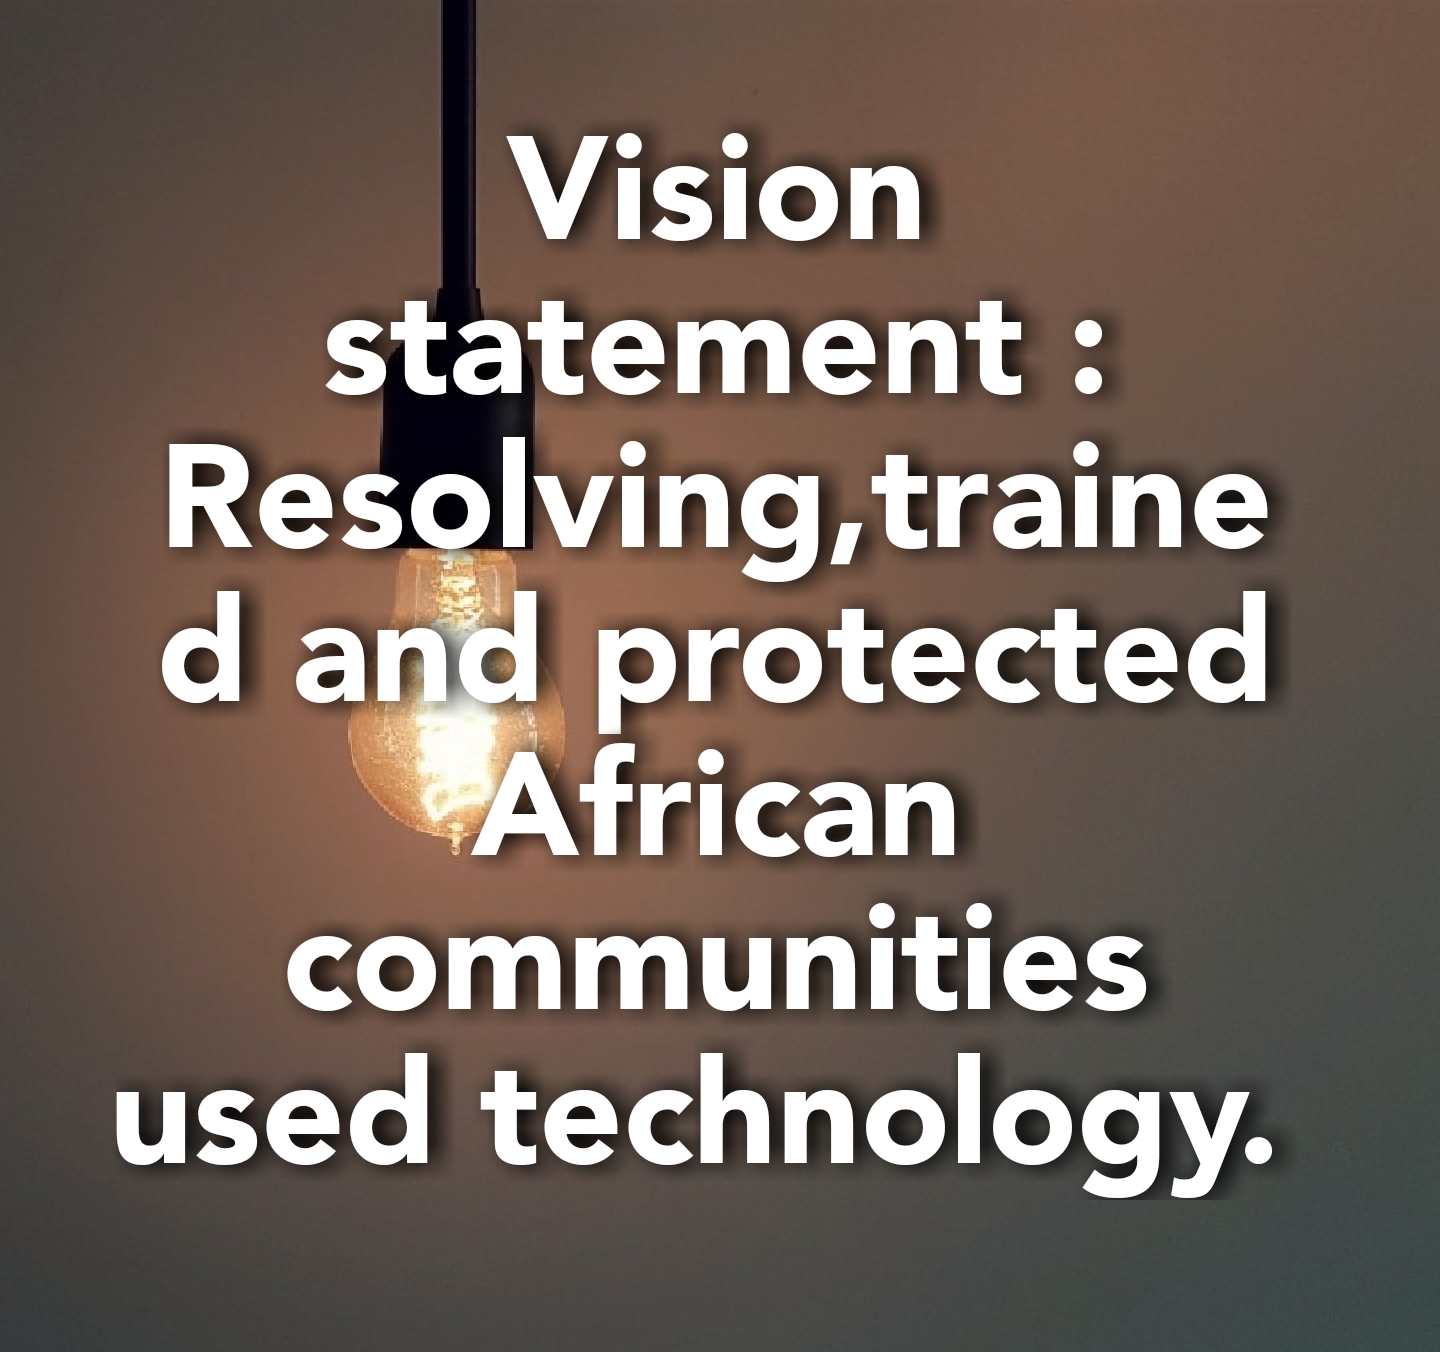 Vision
statement :
Resolving,traine
d and protected
African
communities
used technology.